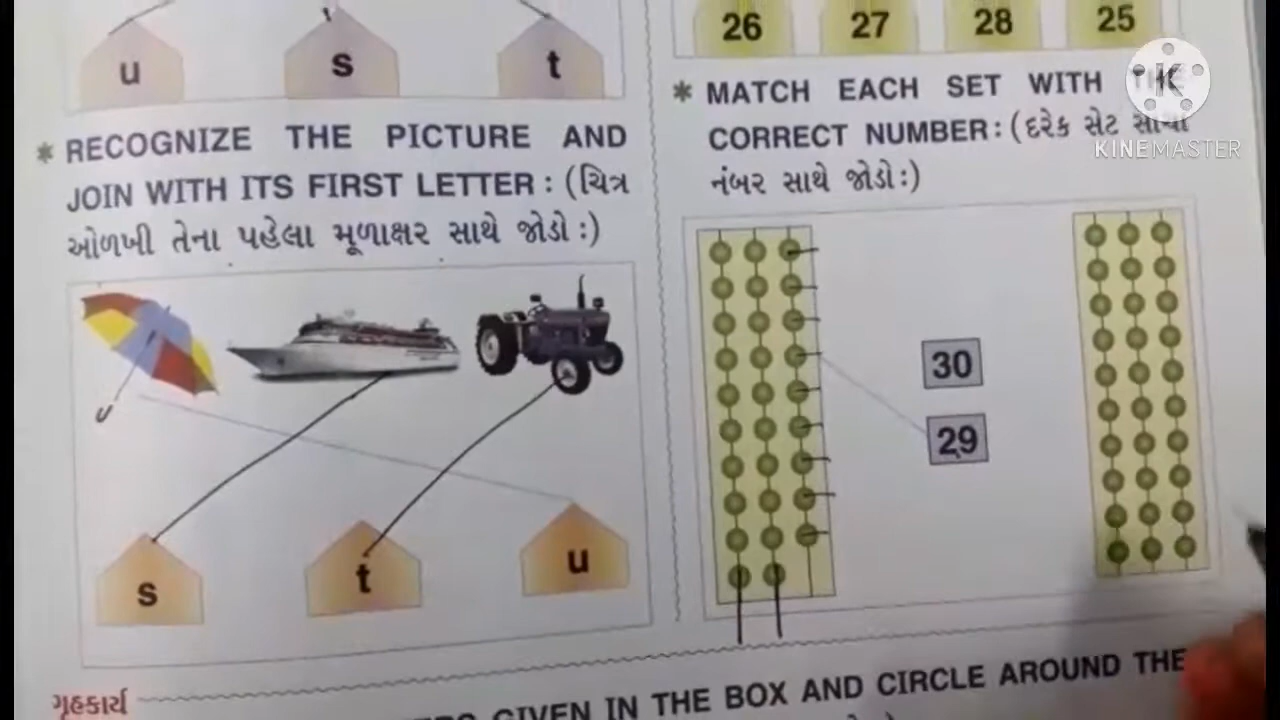 u s t
26 27 28 25
* RECOGNIZE THE PICTURE AND
JOIN WITH ITS FIRST LETTER : (ચિત્ર
ઓળખી તેના પહેલા મૂળાક્ષર સાથે જોડો :)
s t u
* MATCH EACH SET WITH THE
CORRECT NUMBER : (દરેક સેટ સાચા
નંબર સાથે જોડો :)
30
29
K
KINEMASTER
ગૃહકાર્ય
GIVEN IN THE BOX AND CIRCLE AROUND THE